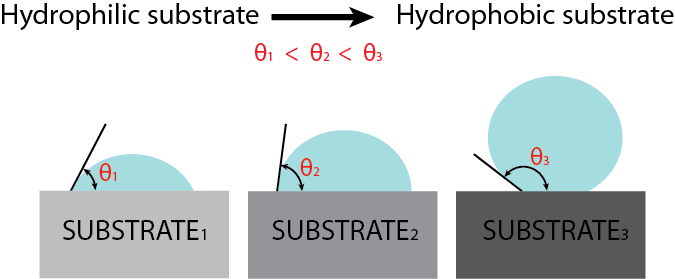 Hydrophilic substrate Hydrophobic substrate
θ₁ < θ₂ < θ₃
θ₁ θ₂ θ₃
SUBSTRATE₁ SUBSTRATE₂ SUBSTRATE₃